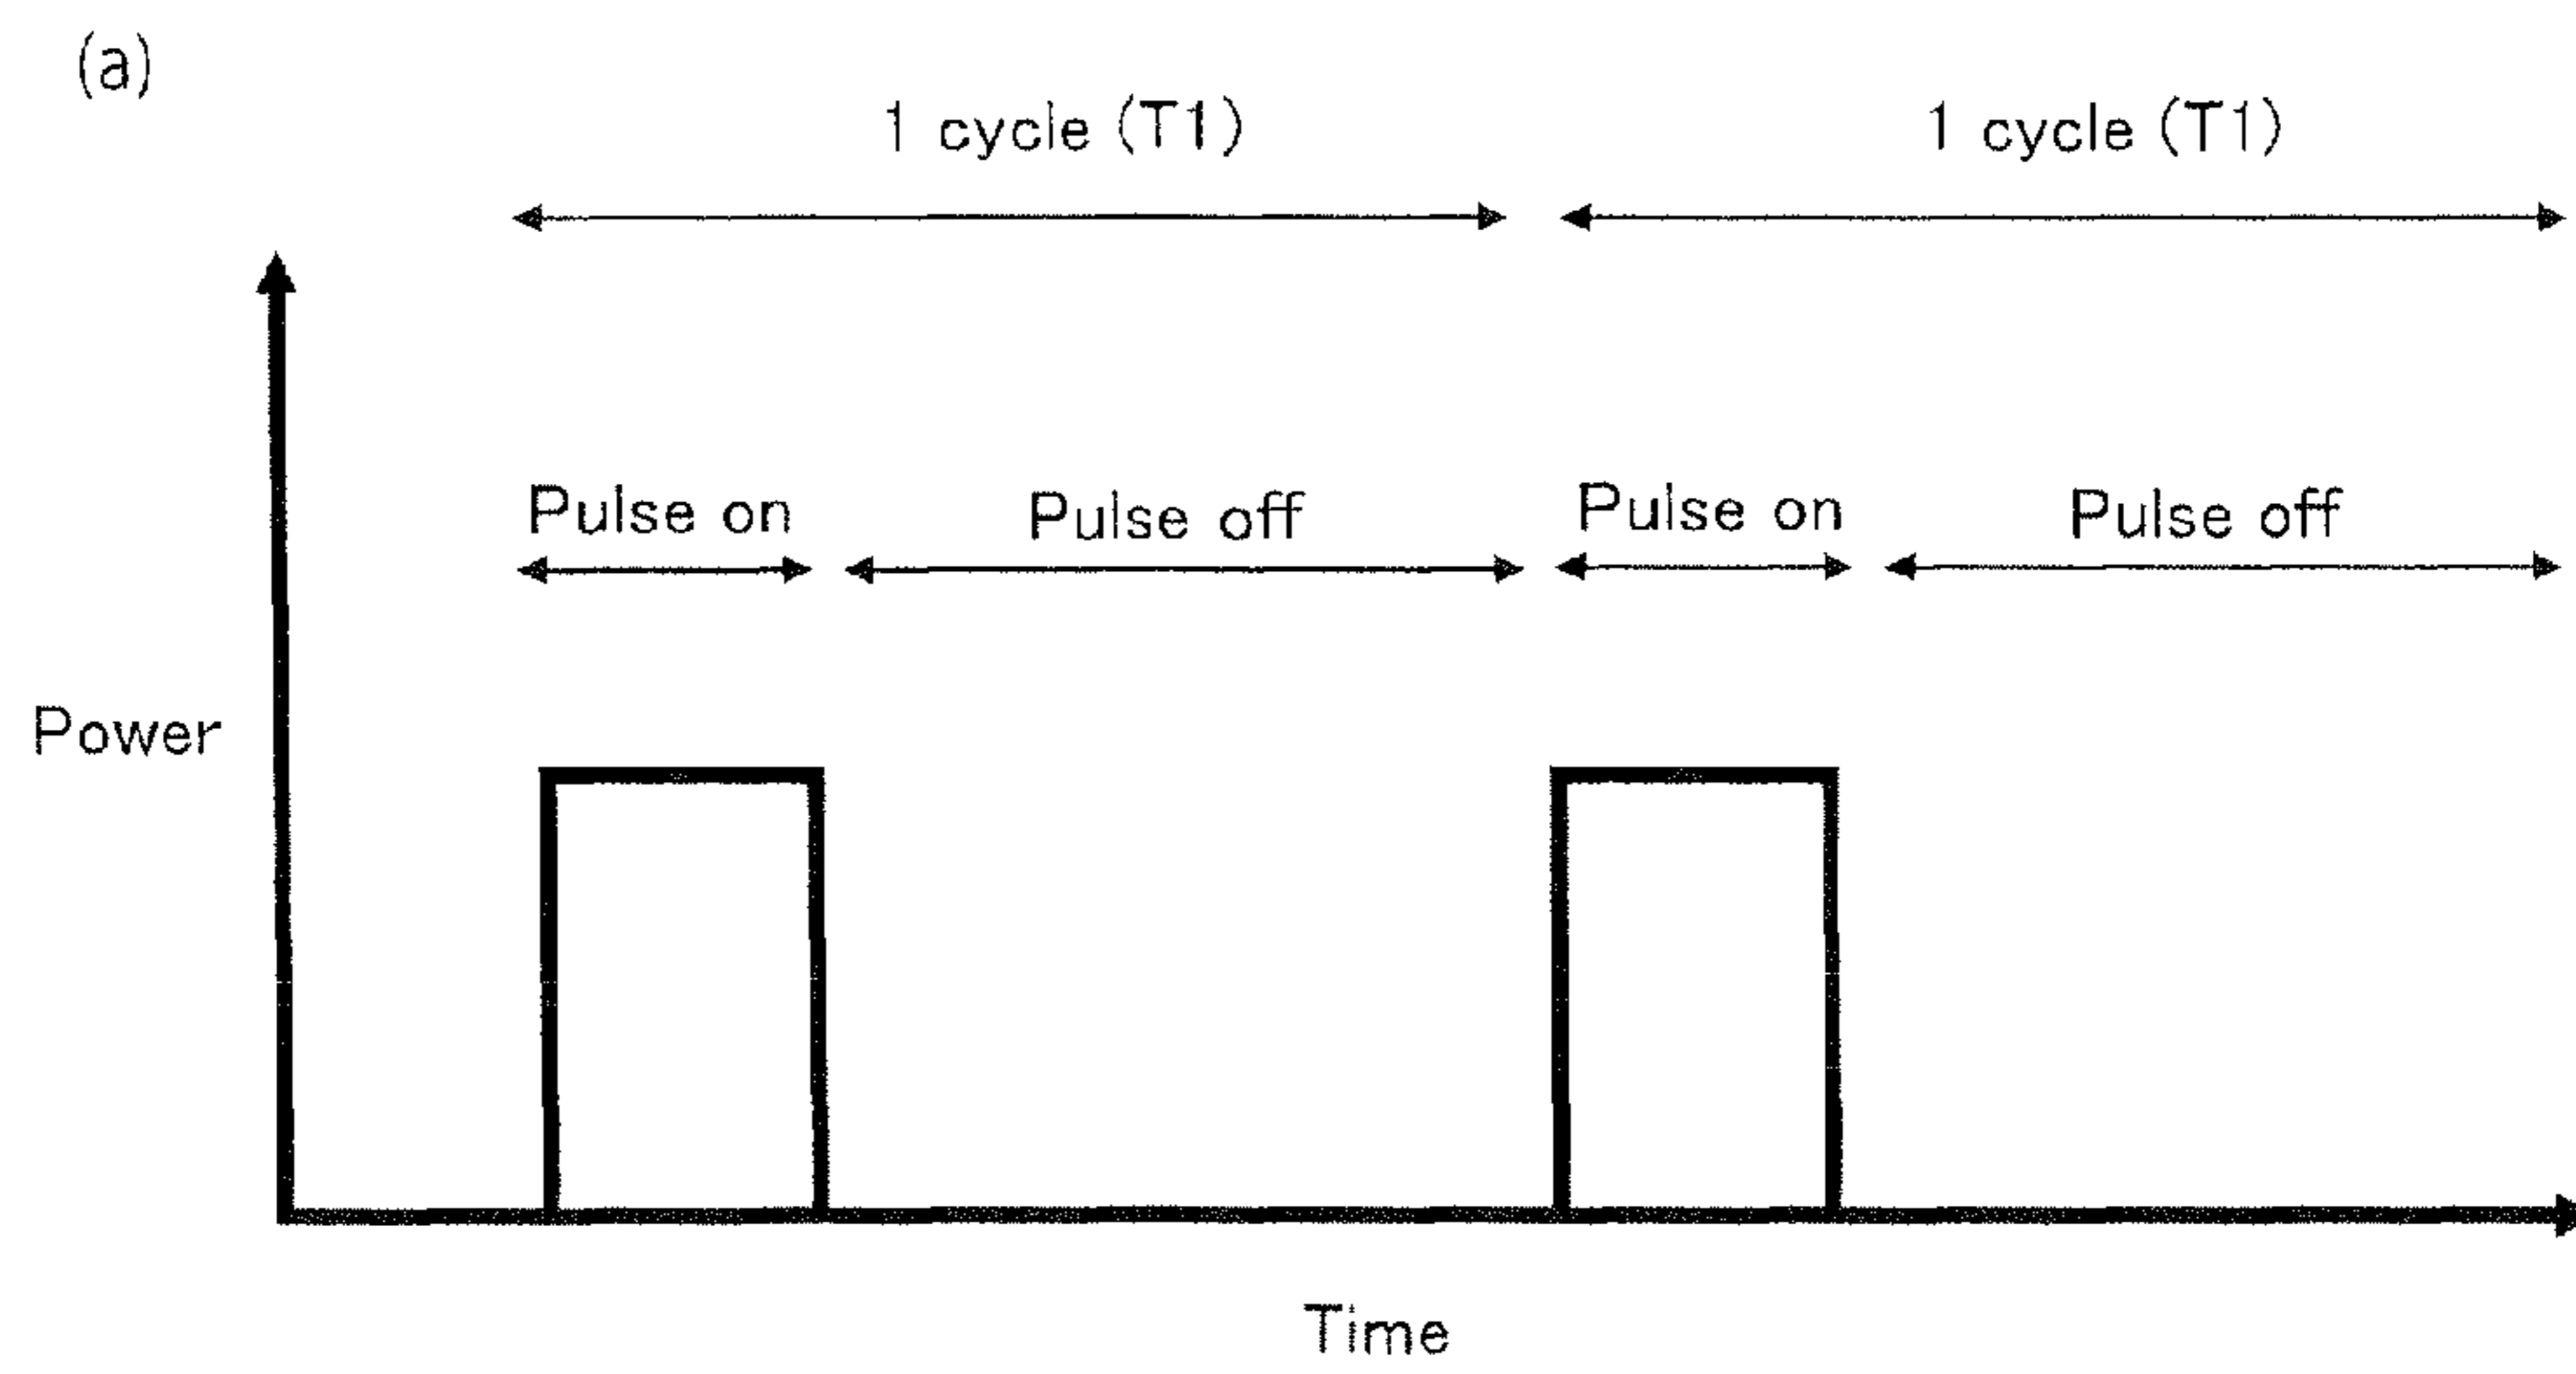 (a)
1 cycle (T1)
1 cycle (T1)
Pulse on
Pulse off
Pulse on
Pulse off
Power
Time